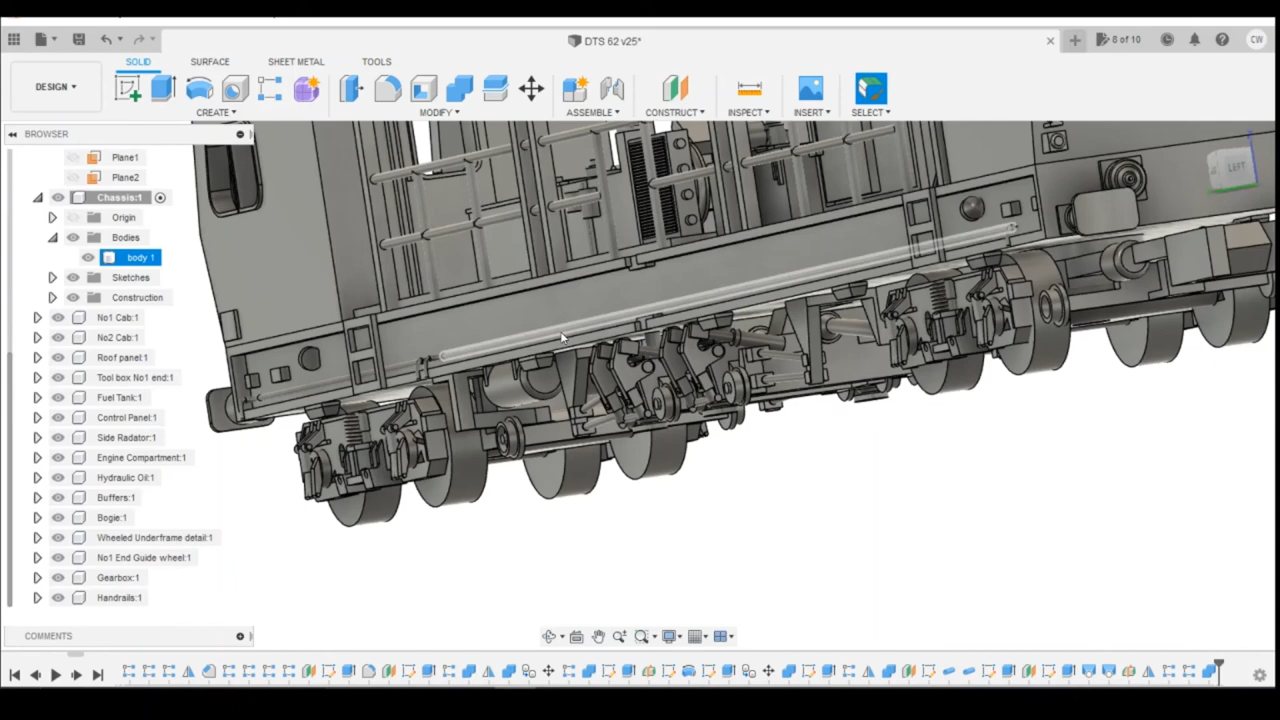 DTS 62 v25*
6 of 10
CW
DESIGN
SOLID
SURFACE
SHEET METAL
TOOLS
CREATE
MODIFY
ASSEMBLE
CONSTRUCT
INSPECT
INSERT
SELECT
BROWSER
Plane1
Plane2
Chassis:1
Origin
Bodies
body 1
Sketches
Construction
No1 Cab:1
No2 Cab:1
Roof panel:1
Tool box No1 end:1
Fuel Tank:1
Control Panel:1
Side Radator:1
Engine Compartment:1
Hydraulic Oil:1
Buffers:1
Bogie:1
Wheeled Underframe detail:1
No1 End Guide wheel:1
Gearbox:1
Handrails:1
COMMENTS
LEFT